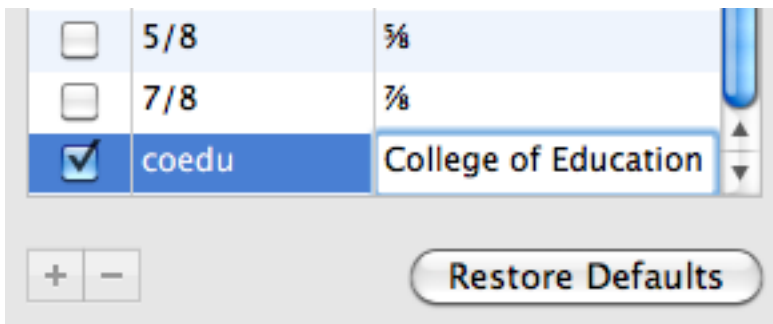 5/8 ⅝
7/8 ⅞
coedu College of Education
+ −
Restore Defaults